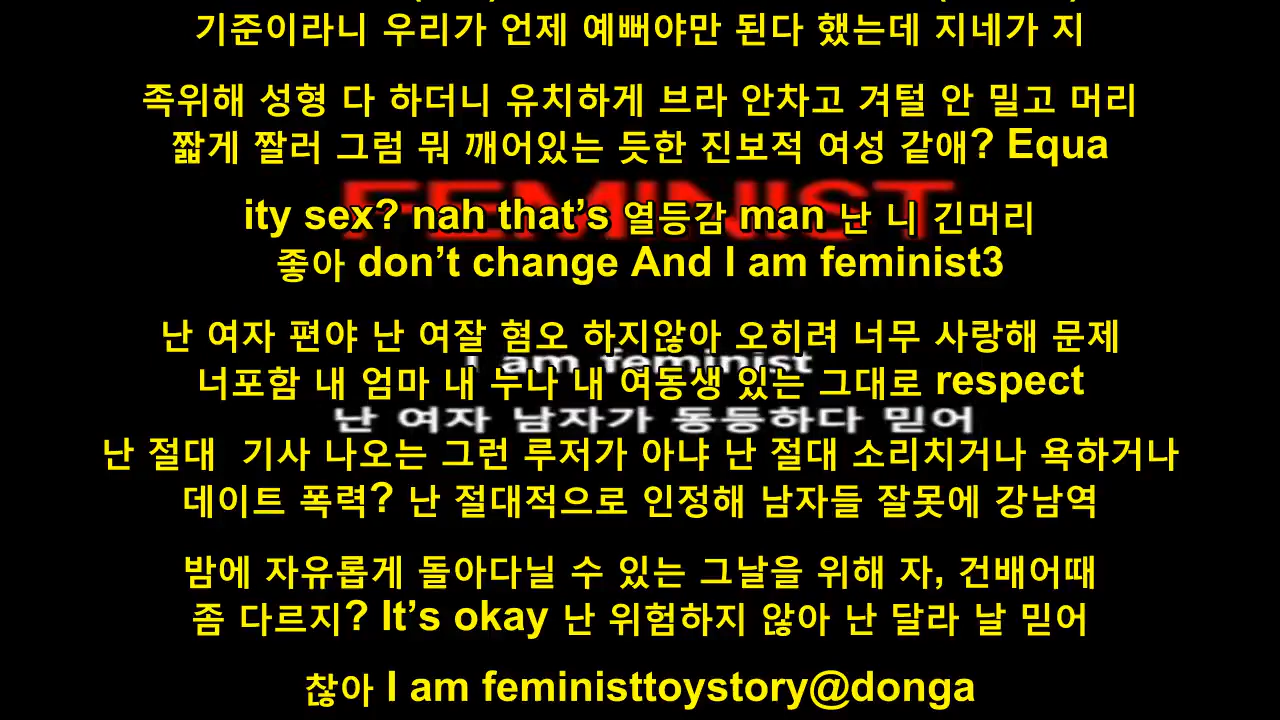 기준이라니 우리가 언제 예뻐야만 된다 했는데 지네가 지
족위해 성형 다 하더니 유치하게 브라 안차고 겨털 안 밀고 머리
짧게 짤러 그럼 뭐 깨어있는 듯한 진보적 여성 같애? Equa
FEMINIST
ity sex? nah that’s 열등감 man 난 니 긴머리
좋아 don’t change And I am feminist3
난 여자 편야 난 여잘 혐오 하지않아 오히려 너무 사랑해 문제
I am feminist
너포함 내 엄마 내 누나 내 여동생 있는 그대로 respect
난 여자 남자가 동등하다 믿어
난 절대 기사 나오는 그런 루저가 아냐 난 절대 소리치거나 욕하거나
데이트 폭력? 난 절대적으로 인정해 남자들 잘못에 강남역
밤에 자유롭게 돌아다닐 수 있는 그날을 위해 자, 건배어때
좀 다르지? It’s okay 난 위험하지 않아 난 달라 날 믿어
찮아 I am feministtoystory@donga